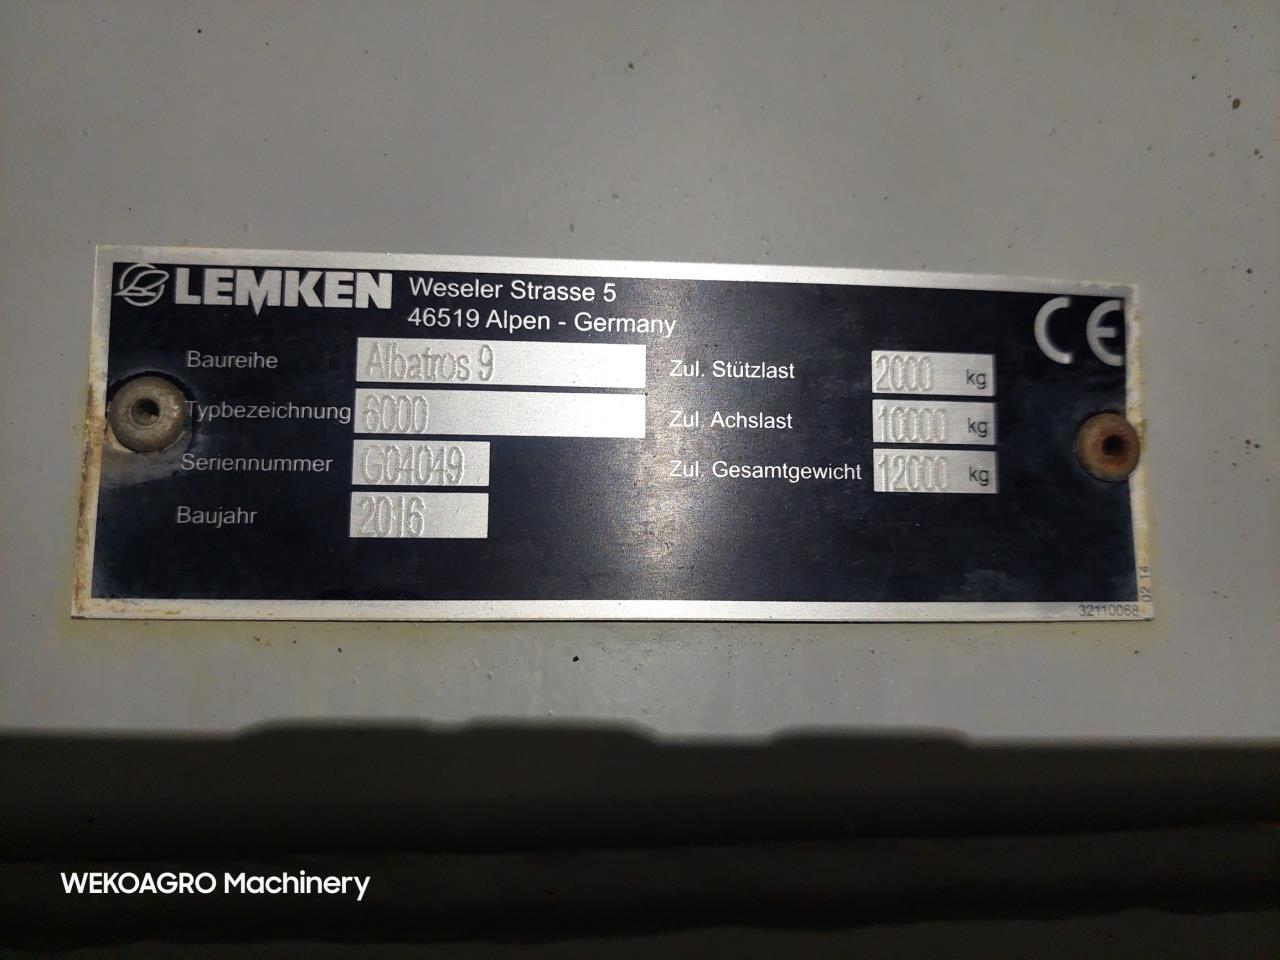 LEMKEN Weseler Strasse 5
46519 Alpen - Germany
CE
Baureihe Albatros 9 Zul. Stützlast 2000 kg
Typbezeichnung 6000 Zul. Achslast 10000 kg
Seriennummer G04049 Zul. Gesamtgewicht 12000 kg
Baujahr 2016
32110068 02.14
WEKOAGRO Machinery